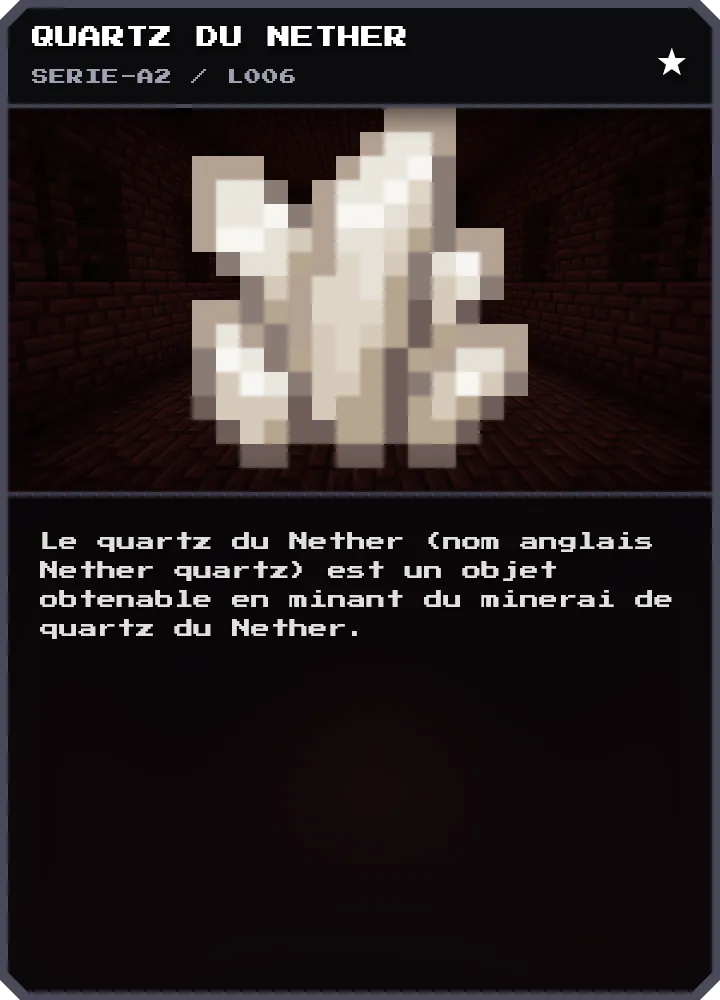 QUARTZ DU NETHER
SERIE-A2 / L006
Le quartz du Nether (nom anglais
Nether quartz) est un objet
obtenable en minant du minerai de
quartz du Nether.